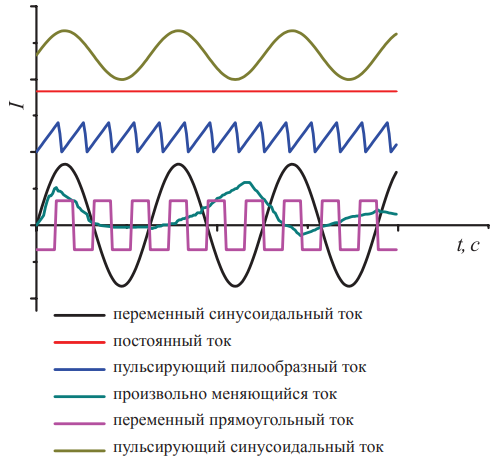 I
t, c
переменный синусоидальный ток
постоянный ток
пульсирующий пилообразный ток
произвольно меняющийся ток
переменный прямоугольный ток
пульсирующий синусоидальный ток